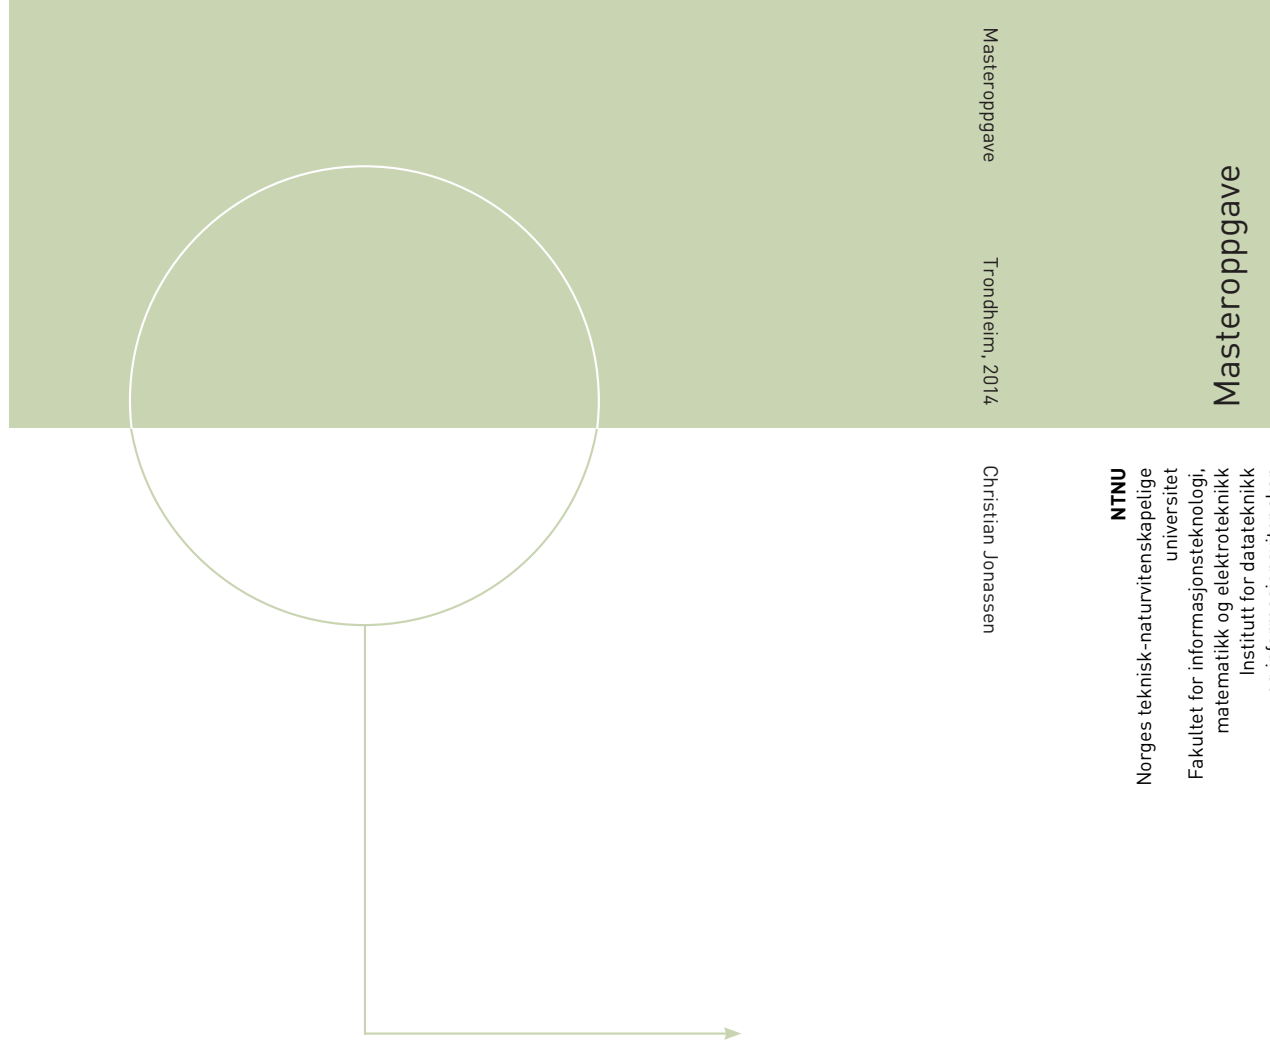 Masteroppgave
Trondheim, 2014
Christian Jonassen
NTNU
Norges teknisk-naturvitenskapelige
universitet
Fakultet for informasjonsteknologi,
matematikk og elektroteknikk
Institutt for datateknikk
Masteroppgave